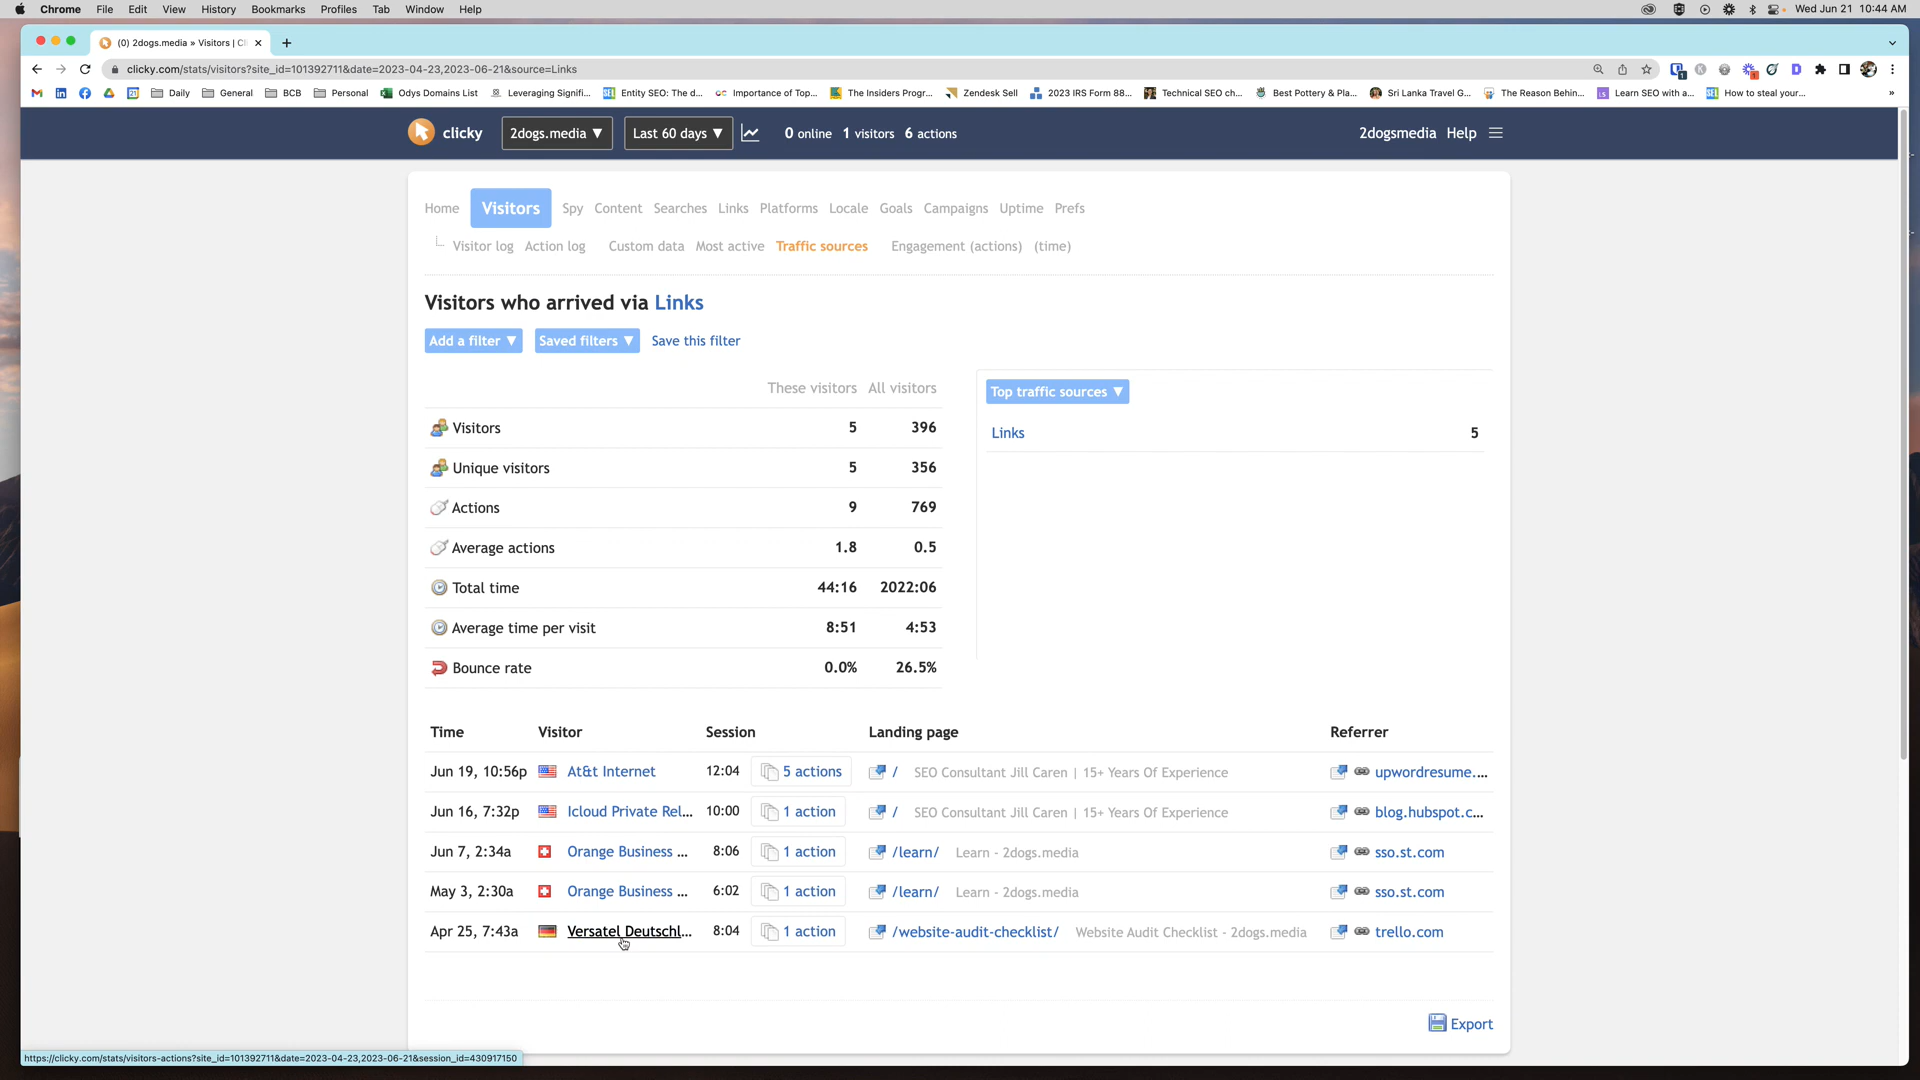 Chrome File Edit View History Bookmarks Profiles Tab Window Help Wed Jun 21 10:44 AM
(0) 2dogs.media » Visitors | Cl
clicky.com/stats/visitors?site_id=101392711&date=2023-04-23,2023-06-21&source=Links
Daily General BCB Personal Odys Domains List Leveraging Signifi... Entity SEO: The d... Importance of Top... The Insiders Progr... Zendesk Sell 2023 IRS Form 88... Technical SEO ch... Best Pottery & Pla... Sri Lanka Travel G... The Reason Behin... Learn SEO with a... How to steal your... »
clicky 2dogs.media ▼ Last 60 days ▼ 0 online 1 visitors 6 actions 2dogsmedia Help
Home Visitors Spy Content Searches Links Platforms Locale Goals Campaigns Uptime Prefs
Visitor log Action log Custom data Most active Traffic sources Engagement (actions) (time)
Visitors who arrived via Links
Add a filter ▼ Saved filters ▼ Save this filter
These visitors All visitors
Top traffic sources ▼
Visitors 5 396
Links 5
Unique visitors 5 356
Actions 9 769
Average actions 1.8 0.5
Total time 44:16 2022:06
Average time per visit 8:51 4:53
Bounce rate 0.0% 26.5%
Time Visitor Session Landing page Referrer
Jun 19, 10:56p At&t Internet 12:04 5 actions / SEO Consultant Jill Caren | 15+ Years Of Experience upwordresume....
Jun 16, 7:32p Icloud Private Rel... 10:00 1 action / SEO Consultant Jill Caren | 15+ Years Of Experience blog.hubspot.c...
Jun 7, 2:34a Orange Business ... 8:06 1 action /learn/ Learn - 2dogs.media sso.st.com
May 3, 2:30a Orange Business ... 6:02 1 action /learn/ Learn - 2dogs.media sso.st.com
Apr 25, 7:43a Versatel Deutschl... 8:04 1 action /website-audit-checklist/ Website Audit Checklist - 2dogs.media trello.com
Export
https://clicky.com/stats/visitors-actions?site_id=101392711&date=2023-04-23,2023-06-21&session_id=430917150